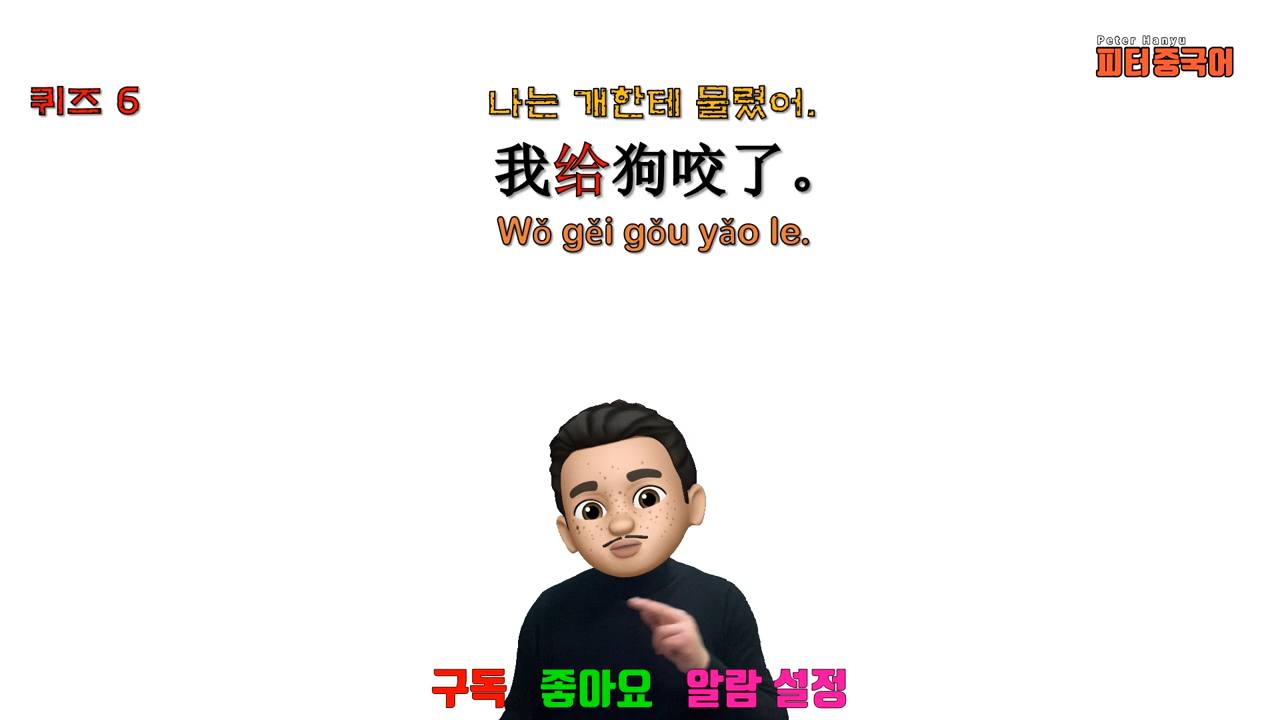 Peter Hanyu
피터 중국어
퀴즈 6
나는 개한테 물렸어.
我给狗咬了。
Wǒ gěi gǒu yǎo le.
구독 좋아요 알람 설정